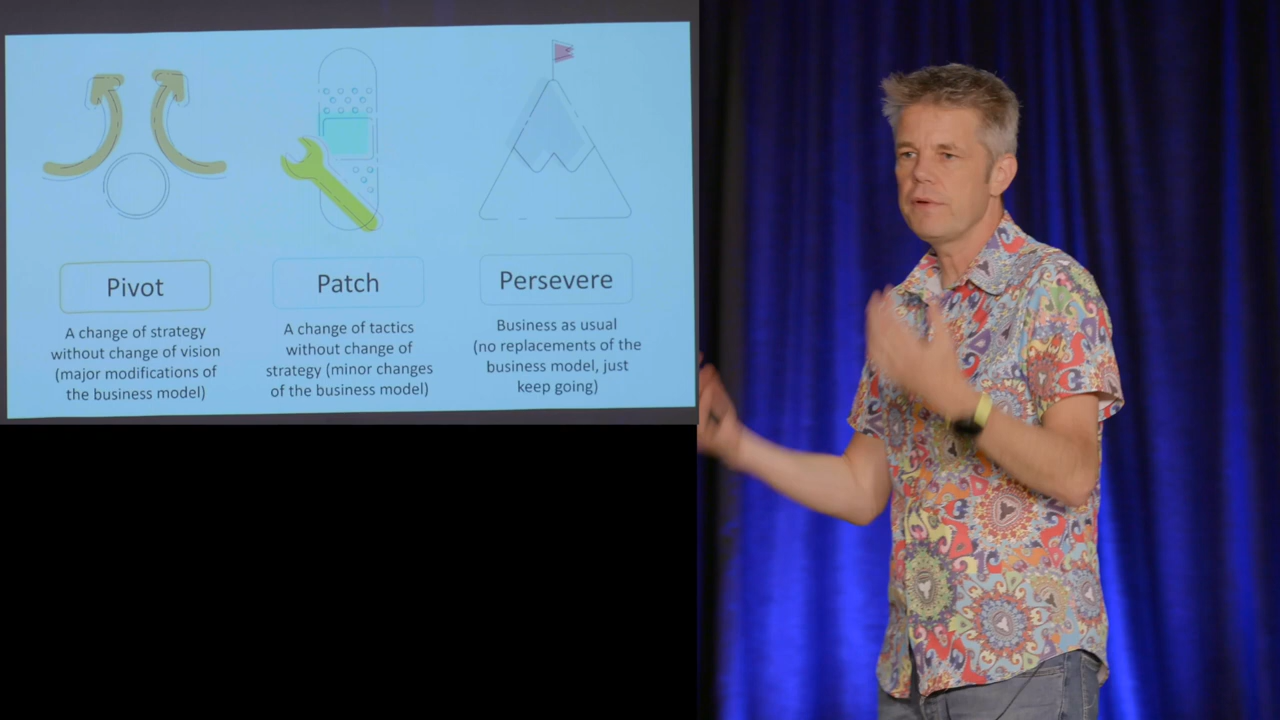 Pivot
A change of strategy
without change of vision
(major modifications of
the business model)
Patch
A change of tactics
without change of
strategy (minor changes
of the business model)
Persevere
Business as usual
(no replacements of the
business model, just
keep going)